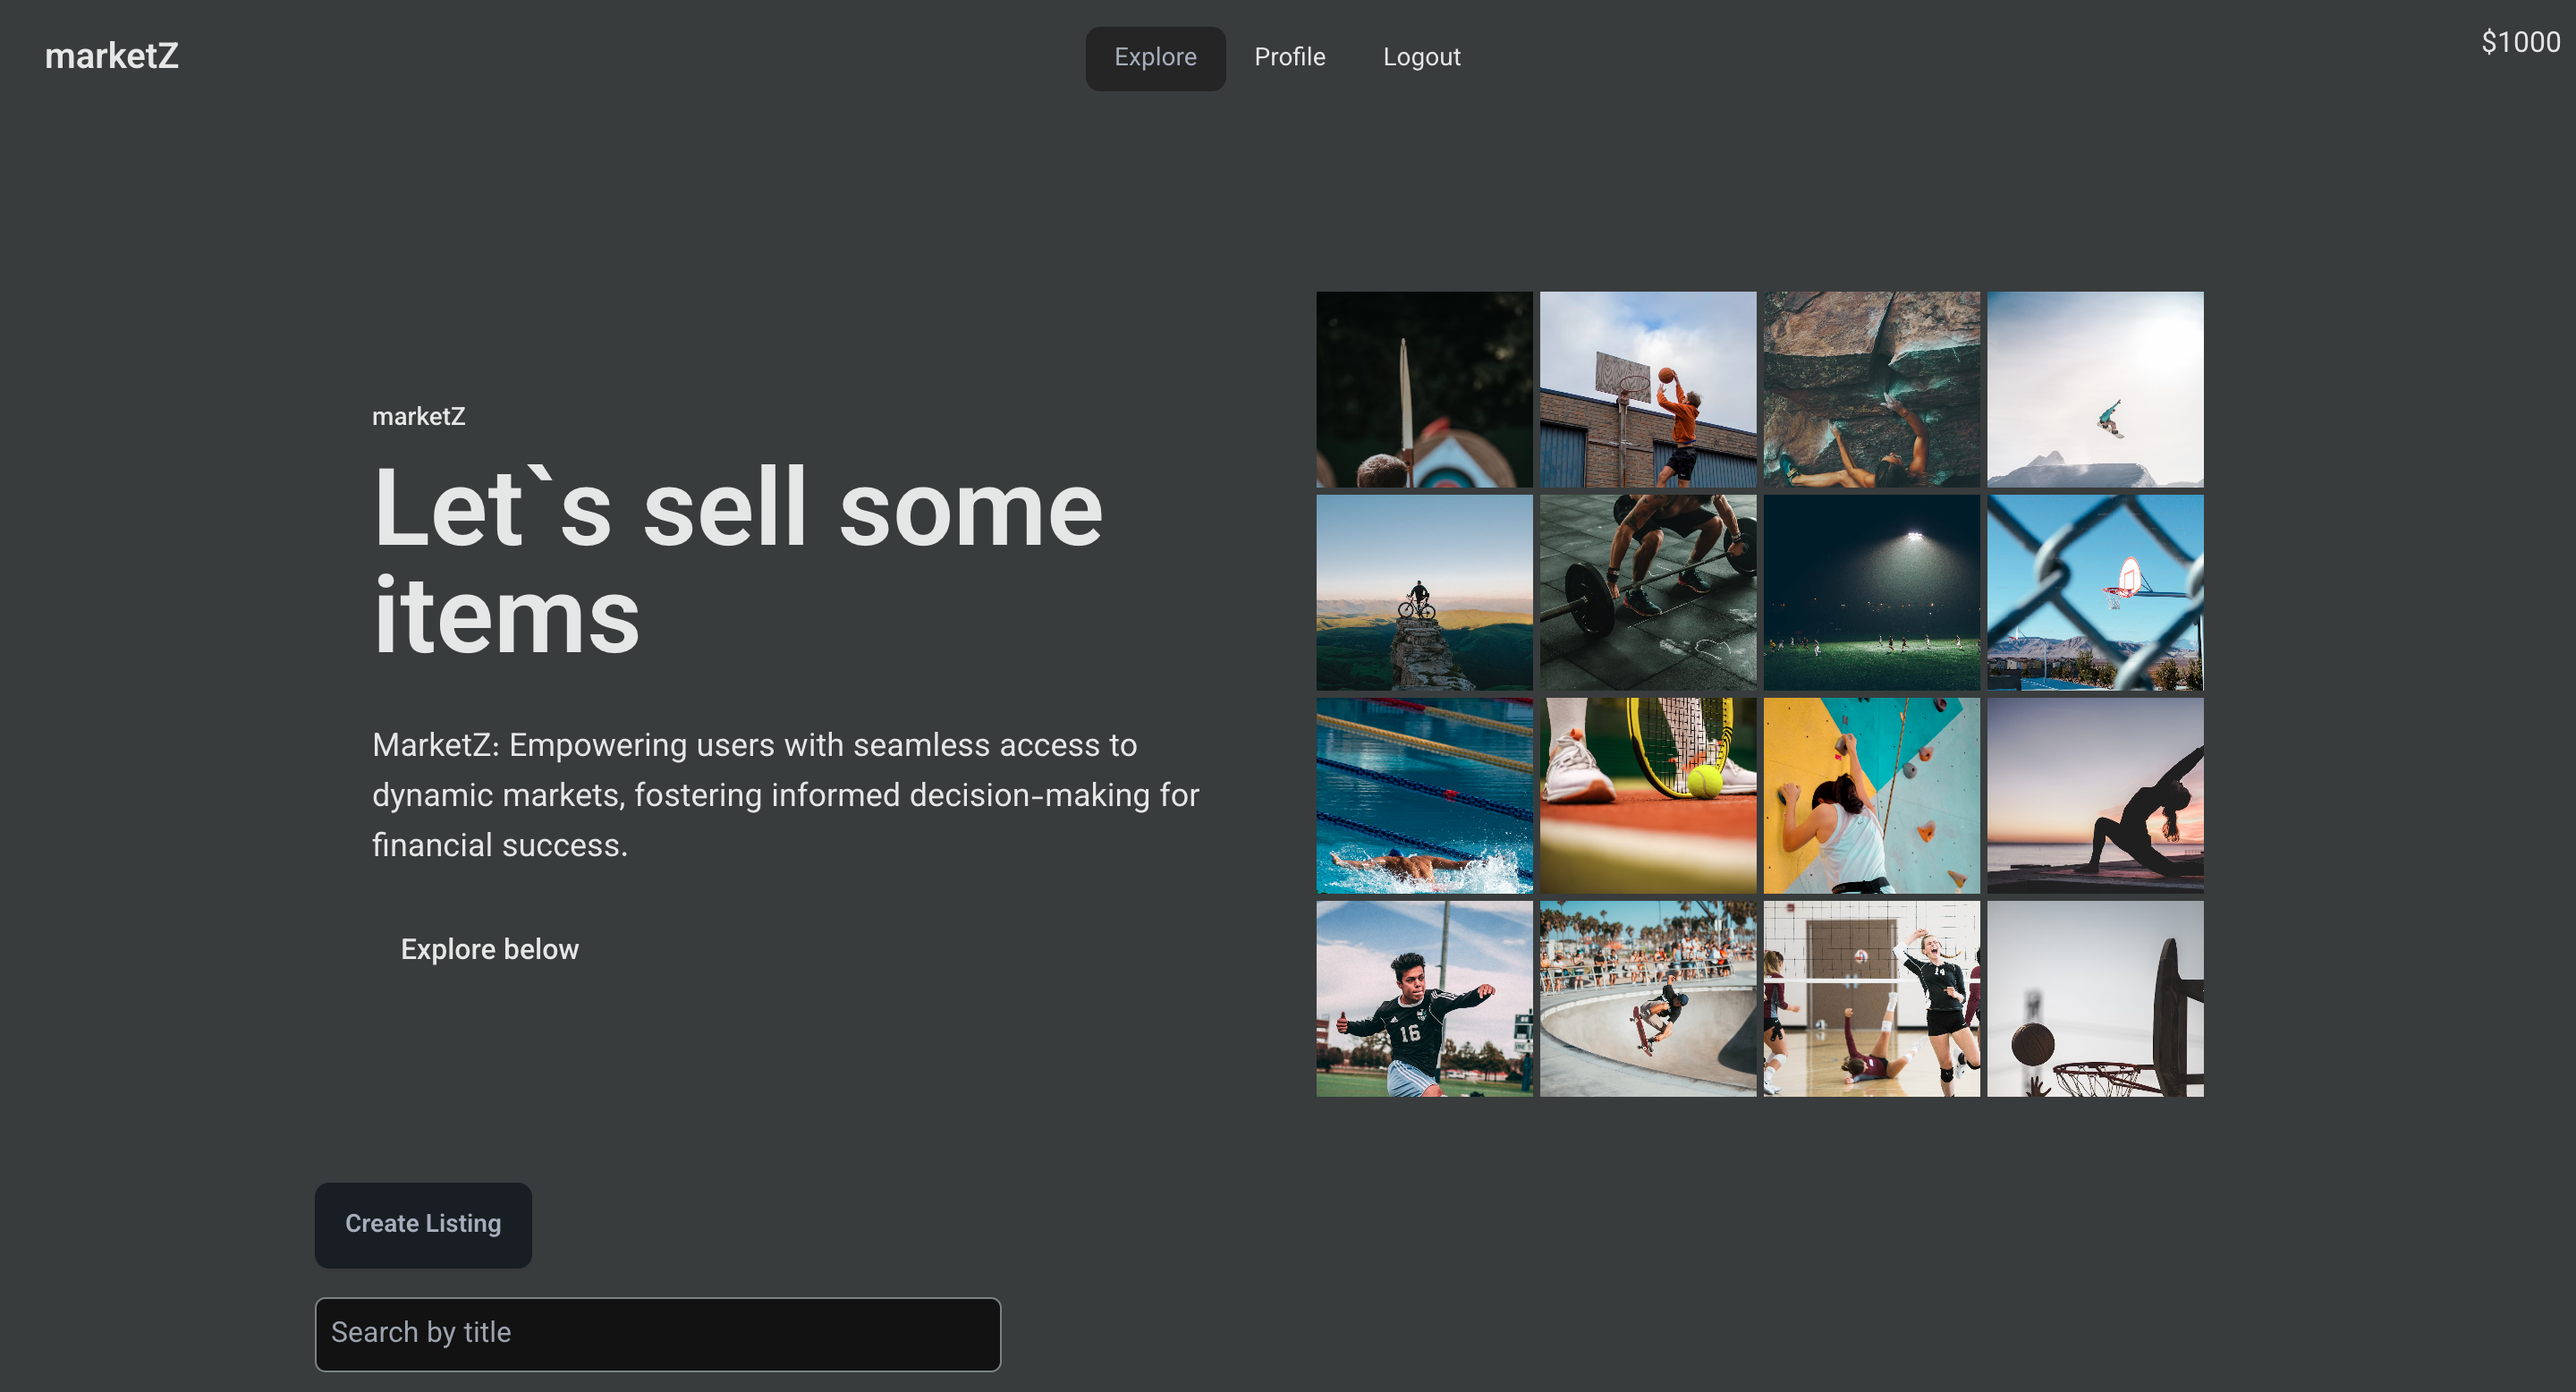 marketZ
Explore
Profile
Logout
$1000
marketZ
Let`s sell some
items
MarketZ: Empowering users with seamless access to
dynamic markets, fostering informed decision-making for
financial success.
Explore below
16
14
Create Listing
Search by title